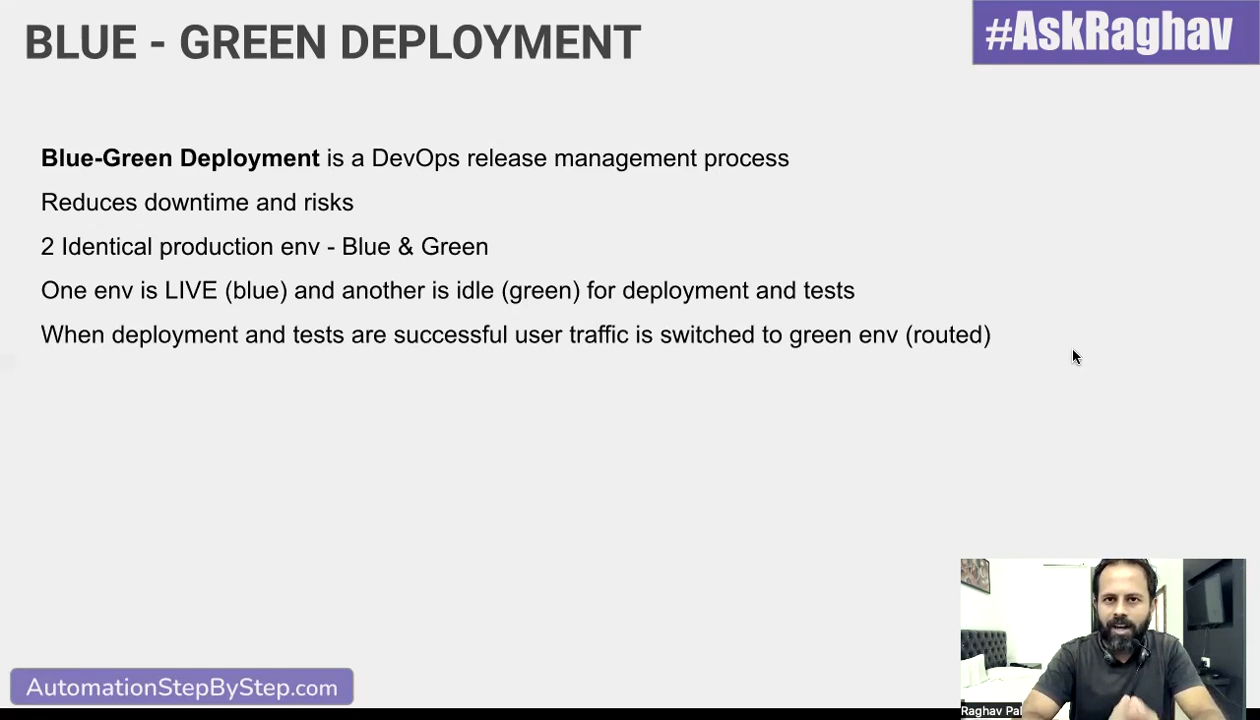 BLUE - GREEN DEPLOYMENT
#AskRaghav
Blue-Green Deployment is a DevOps release management process
Reduces downtime and risks
2 Identical production env - Blue & Green
One env is LIVE (blue) and another is idle (green) for deployment and tests
When deployment and tests are successful user traffic is switched to green env (routed)
AutomationStepByStep.com
Raghav Pal